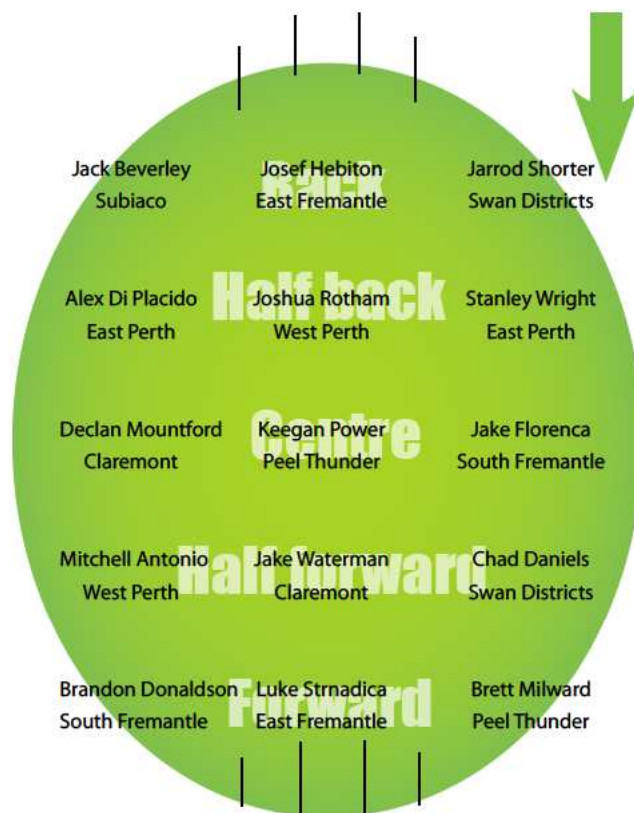 Back
Jack Beverley Josef Hebiton Jarrod Shorter
Subiaco East Fremantle Swan Districts
Half back
Alex Di Placido Joshua Rotham Stanley Wright
East Perth West Perth East Perth
Centre
Declan Mountford Keegan Power Jake Florenca
Claremont Peel Thunder South Fremantle
Half forward
Mitchell Antonio Jake Waterman Chad Daniels
West Perth Claremont Swan Districts
Forward
Brandon Donaldson Luke Strnadica Brett Milward
South Fremantle East Fremantle Peel Thunder